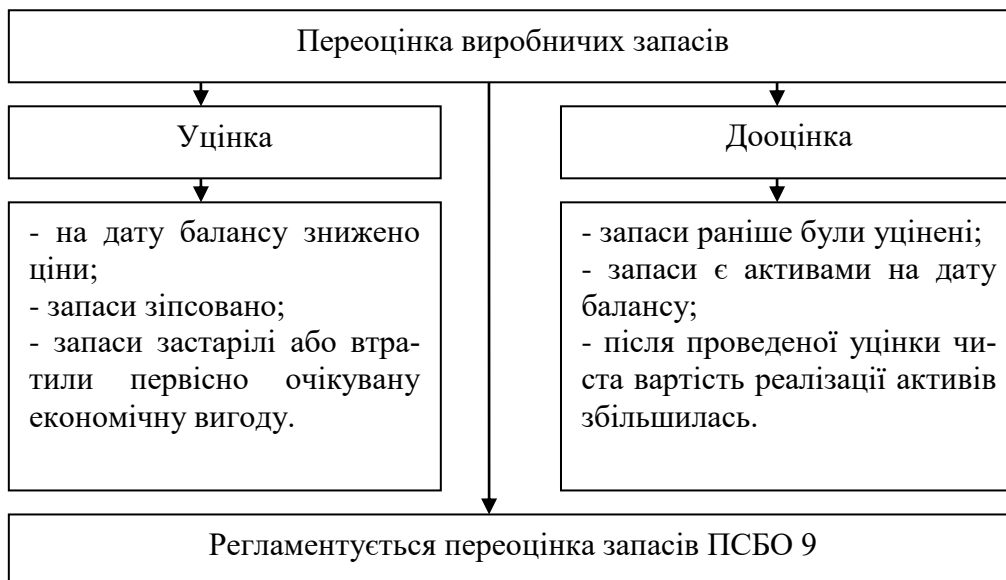 Переоцінка виробничих запасів
Уцінка
Дооцінка
- на дату балансу знижено
ціни;
- запаси зіпсовано;
- запаси застарілі або втра-
тили первісно очікувану
економічну вигоду.
- запаси раніше були уцінені;
- запаси є активами на дату
балансу;
- після проведеної уцінки чи-
ста вартість реалізації активів
збільшилась.
Регламентується переоцінка запасів ПСБО 9